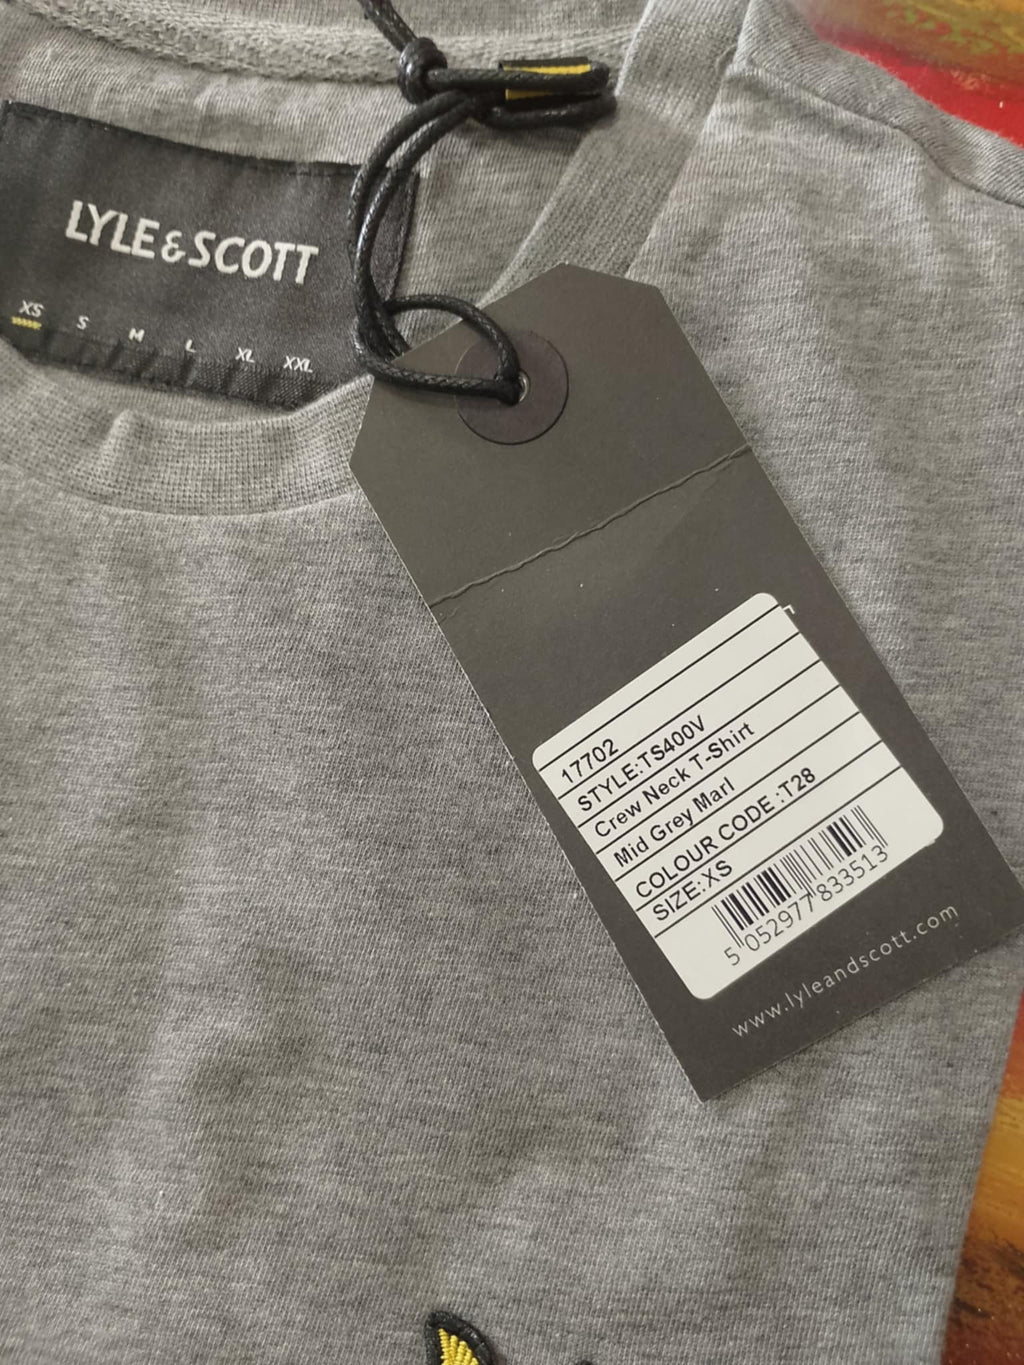 LYLE & SCOTT
XS S M L XL XXL
17702
STYLE:TS400V
Crew Neck T-Shirt
Mid Grey Marl
COLOUR CODE :T28
SIZE:XS
5 052977 833513
www.lyleandscott.com